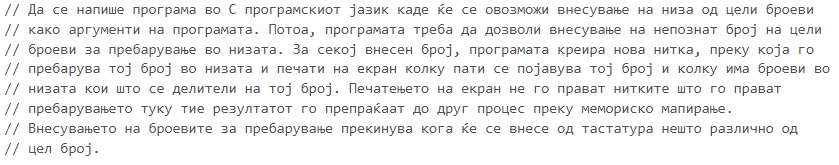 // Да се напише програма во C програмскиот јазик каде ќе се овозможи внесување на низа од цели броеви
// како аргументи на програмата. Потоа, програмата треба да дозволи внесување на непознат број на цели
// броеви за пребарување во низата. За секој внесен број, програмата креира нова нитка, преку која го
// пребарува тој број во низата и печати на екран колку пати се појавува тој број и колку има броеви во
// низата кои што се делители на тој број. Печатењето на екран не го прават нитките што го прават
// пребарувањето туку тие резултатот го препраќаат до друг процес преку мемориско мапирање.
// Внесувањето на броевите за пребарување прекинува кога ќе се внесе од тастатура нешто различно од
// цел број.